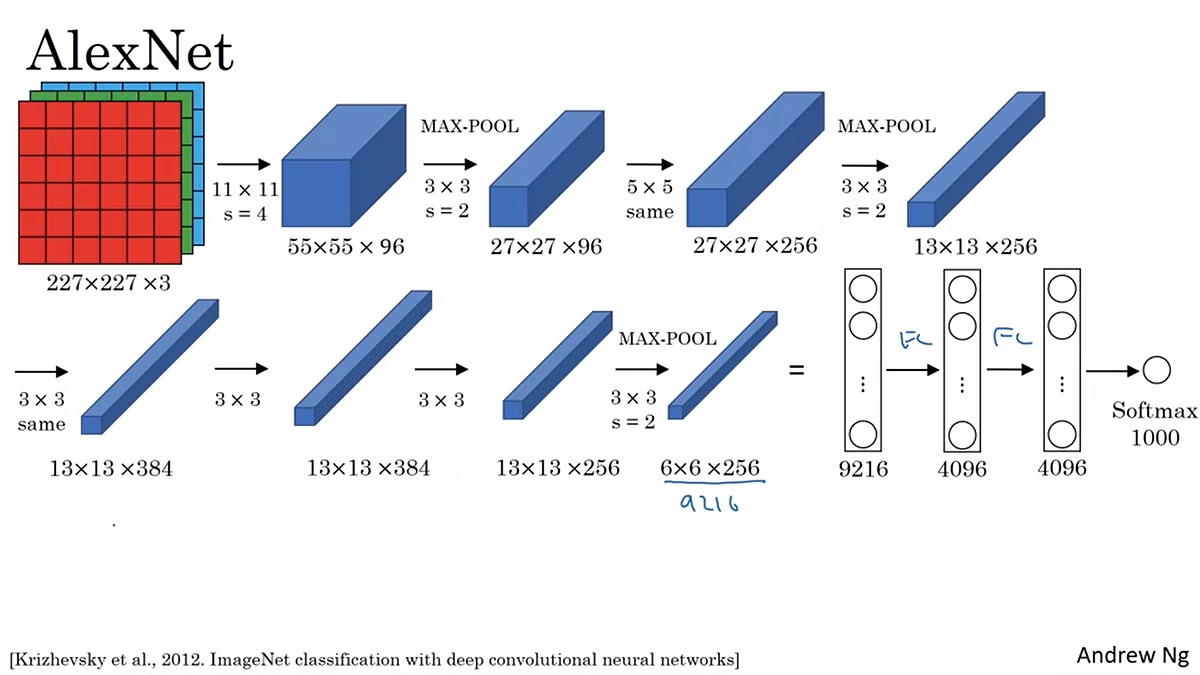 AlexNet
227×227 ×3
11 × 11
s = 4
55×55 × 96
MAX-POOL
3 × 3
s = 2
27×27 ×96
5 × 5
same
27×27 ×256
MAX-POOL
3 × 3
s = 2
13×13 ×256
3 × 3
same
13×13 ×384
3 × 3
13×13 ×384
3 × 3
13×13 ×256
MAX-POOL
3 × 3
s = 2
6×6 ×256
9216
=
9216
FC
4096
FC
4096
Softmax
1000
[Krizhevsky et al., 2012. ImageNet classification with deep convolutional neural networks]
Andrew Ng